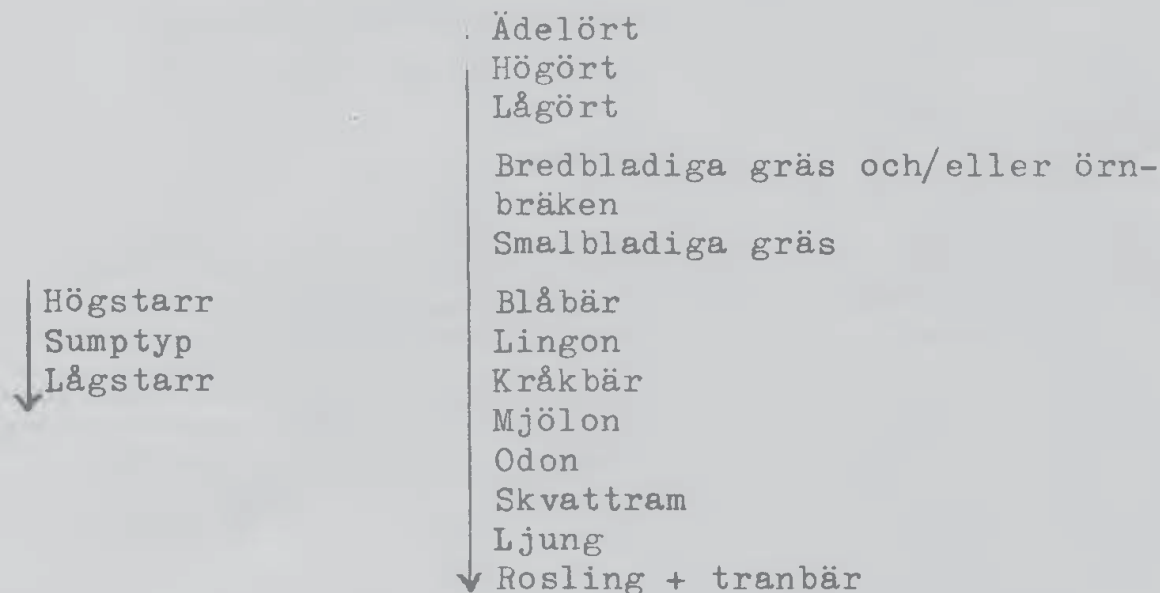 Ädelört
Högört
Lågört
Bredbladiga gräs och/eller örn-
bräken
Smalbladiga gräs
Högstarr
Sumptyp
Lågstarr
Blåbär
Lingon
Kråkbär
Mjölon
Odon
Skvattram
Ljung
Rosling + tranbär